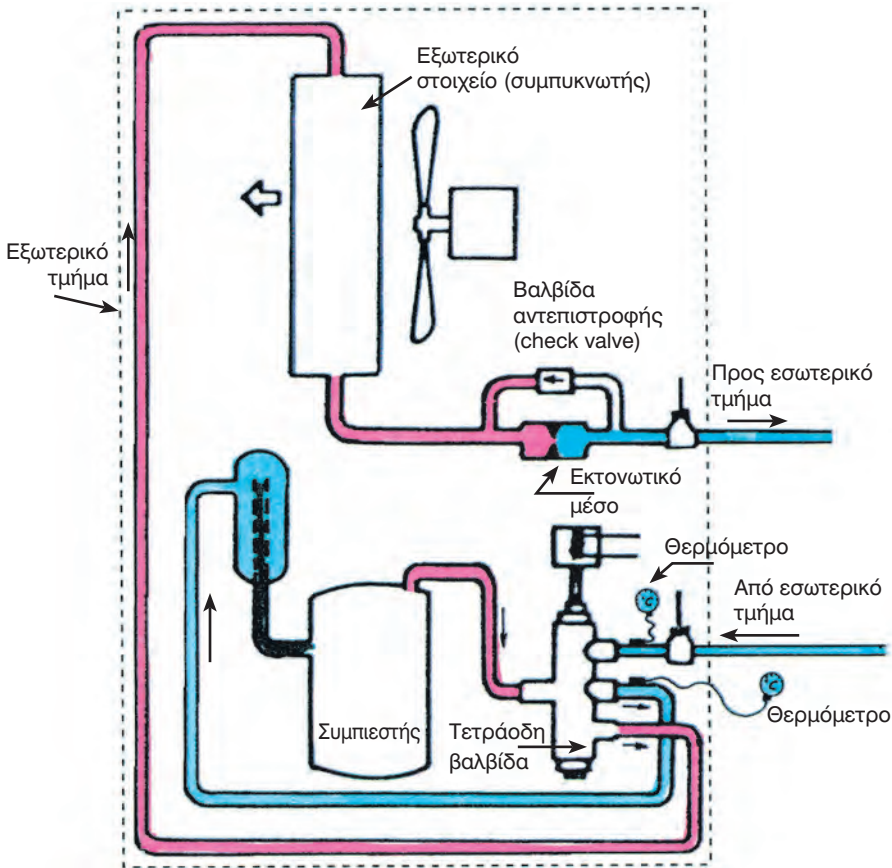 Εξωτερικό
στοιχείο (συμπυκνωτής)
Εξωτερικό
τμήμα
Βαλβίδα
αντεπιστροφής
(check valve)
Προς εσωτερικό
τμήμα
Εκτονωτικό
μέσο
Θερμόμετρο
°C
Από εσωτερικό
τμήμα
°C
Θερμόμετρο
Συμπιεστής
Τετράοδη
βαλβίδα